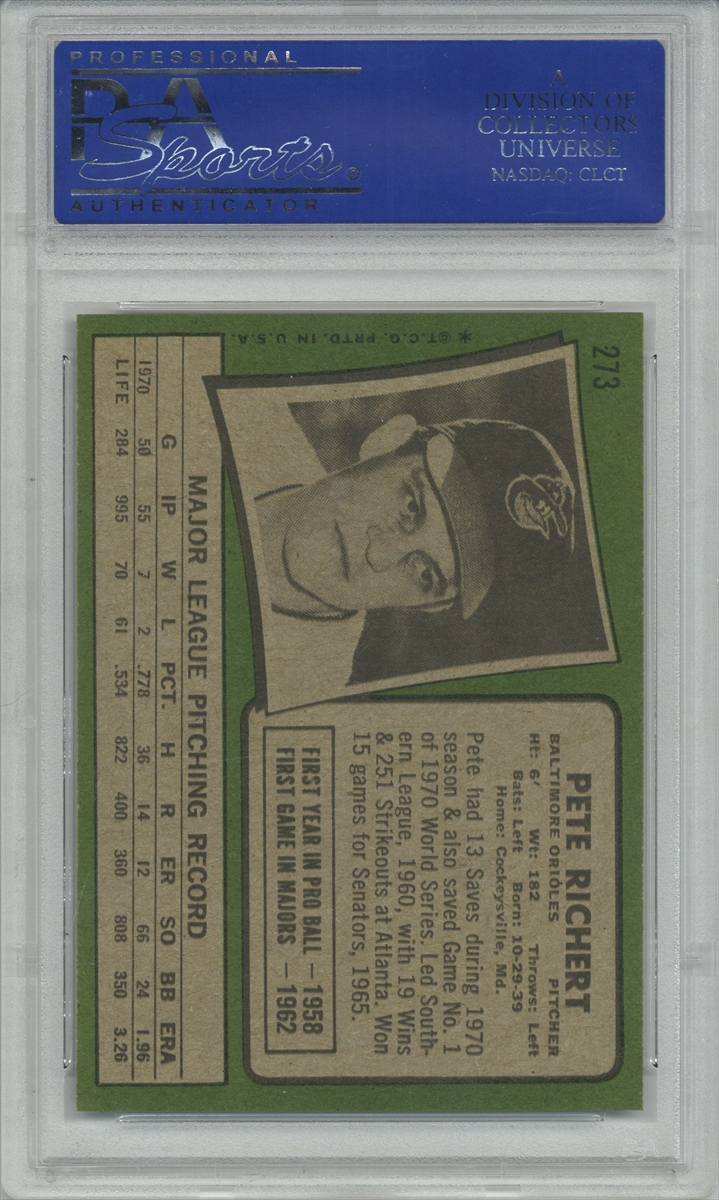 PROFESSIONAL
PSA
Sports®
AUTHENTICATOR
A
DIVISION OF
COLLECTORS
UNIVERSE
NASDAQ: CLCT
273
PETE RICHERT
BALTIMORE ORIOLES PITCHER
Ht: 6' Wt: 182 Throws: Left
Bats: Left Born: 10-29-39
Home: Cockeysville, Md.
Pete had 13 Saves during 1970
season & also saved Game No. 1
of 1970 World Series. Led South-
ern League, 1960, with 19 Wins
& 251 Strikeouts at Atlanta. Won
15 games for Senators, 1965.
FIRST YEAR IN PRO BALL — 1958
FIRST GAME IN MAJORS — 1962
MAJOR LEAGUE PITCHING RECORD
G IP W L PCT. H R ER SO BB ERA
1970 50 55 7 2 .778 36 14 12 66 24 1.96
LIFE 284 995 70 61 .534 822 400 360 808 350 3.26
*©T.C.G. PRTD. IN U.S.A.